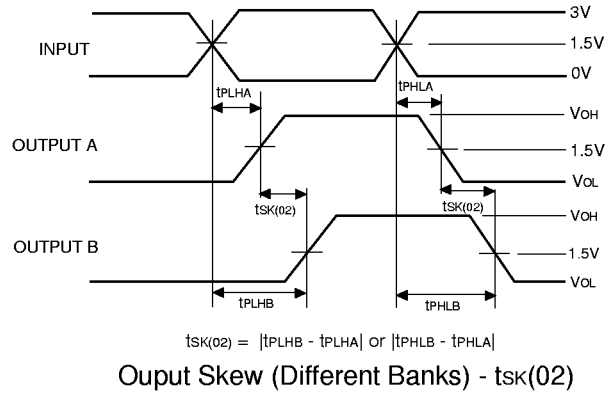 3V
INPUT
1.5V
0V
tPLHA
tPHLA
VOH
OUTPUT A
1.5V
VOL
tSK(02)
tSK(02)
VOH
OUTPUT B
1.5V
VOL
tPLHB
tPHLB
tSK(02) = |tPLHB - tPLHA| or |tPHLB - tPHLA|
Ouput Skew (Different Banks) - tSK(02)